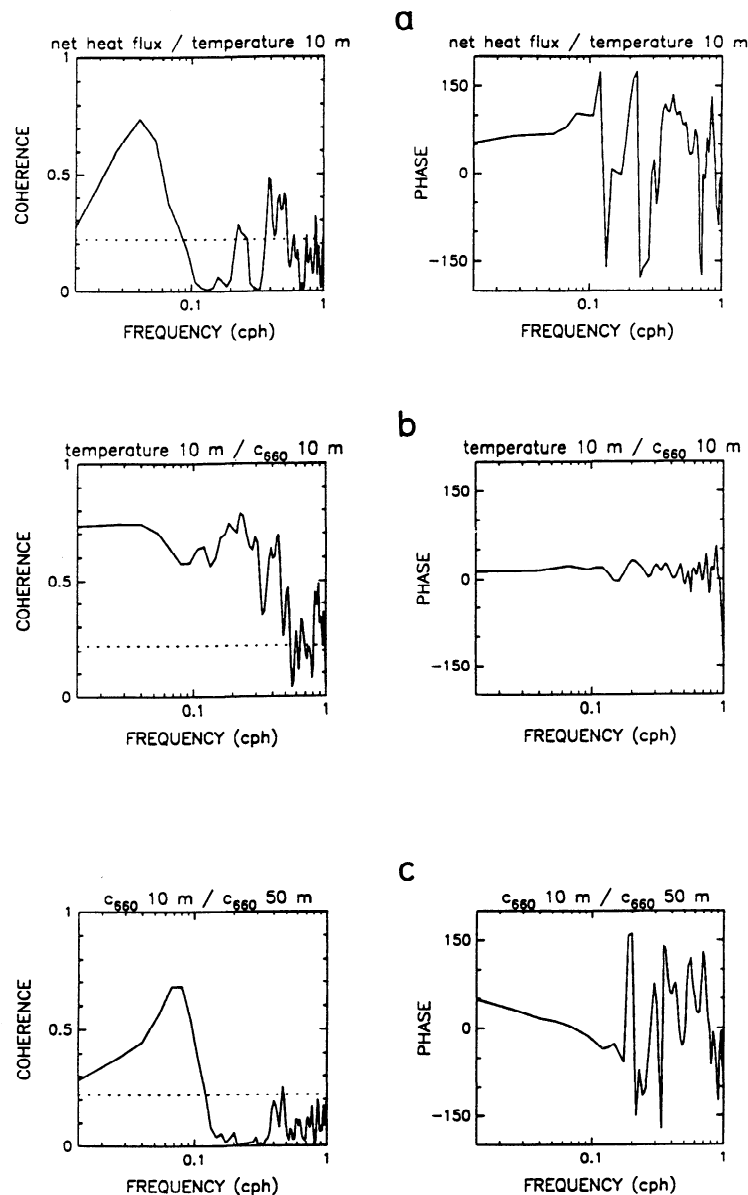 a
net heat flux / temperature 10 m
COHERENCE
1
0.5
0
0.1
1
FREQUENCY (cph)
net heat flux / temperature 10 m
PHASE
150
0
−150
0.1
1
FREQUENCY (cph)
b
temperature 10 m / c660 10 m
COHERENCE
1
0.5
0
0.1
1
FREQUENCY (cph)
temperature 10 m / c660 10 m
PHASE
150
0
−150
0.1
1
FREQUENCY (cph)
c
c660 10 m / c660 50 m
COHERENCE
1
0.5
0
0.1
1
FREQUENCY (cph)
c660 10 m / c660 50 m
PHASE
150
0
−150
0.1
1
FREQUENCY (cph)